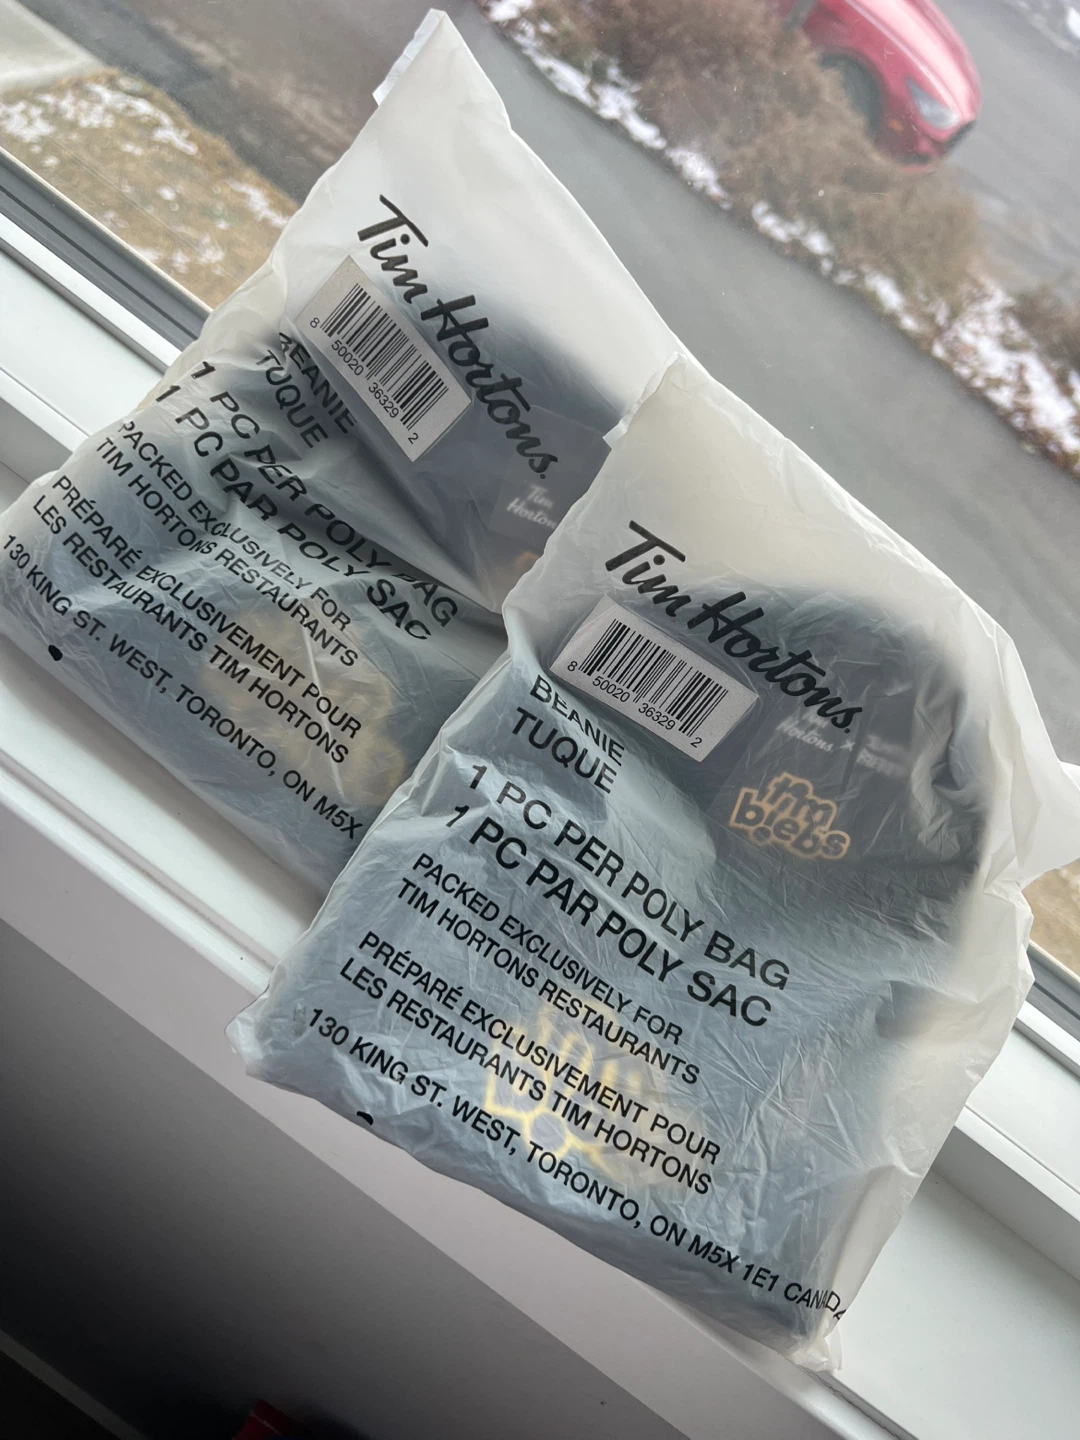 Tim Hortons.
8 50020 36329 2
BEANIE
TUQUE
1 PC PER POLY BAG
1 PC PAR POLY SAC
PACKED EXCLUSIVELY FOR
TIM HORTONS RESTAURANTS
PRÉPARÉ EXCLUSIVEMENT POUR
LES RESTAURANTS TIM HORTONS
130 KING ST. WEST, TORONTO, ON M5X
Tim
Hortons
Tim Hortons.
8 50020 36329 2
BEANIE
TUQUE
1 PC PER POLY BAG
1 PC PAR POLY SAC
PACKED EXCLUSIVELY FOR
TIM HORTONS RESTAURANTS
PRÉPARÉ EXCLUSIVEMENT POUR
LES RESTAURANTS TIM HORTONS
130 KING ST. WEST, TORONTO, ON M5X 1E1 CANADA
Hortons ×
tim
biebs